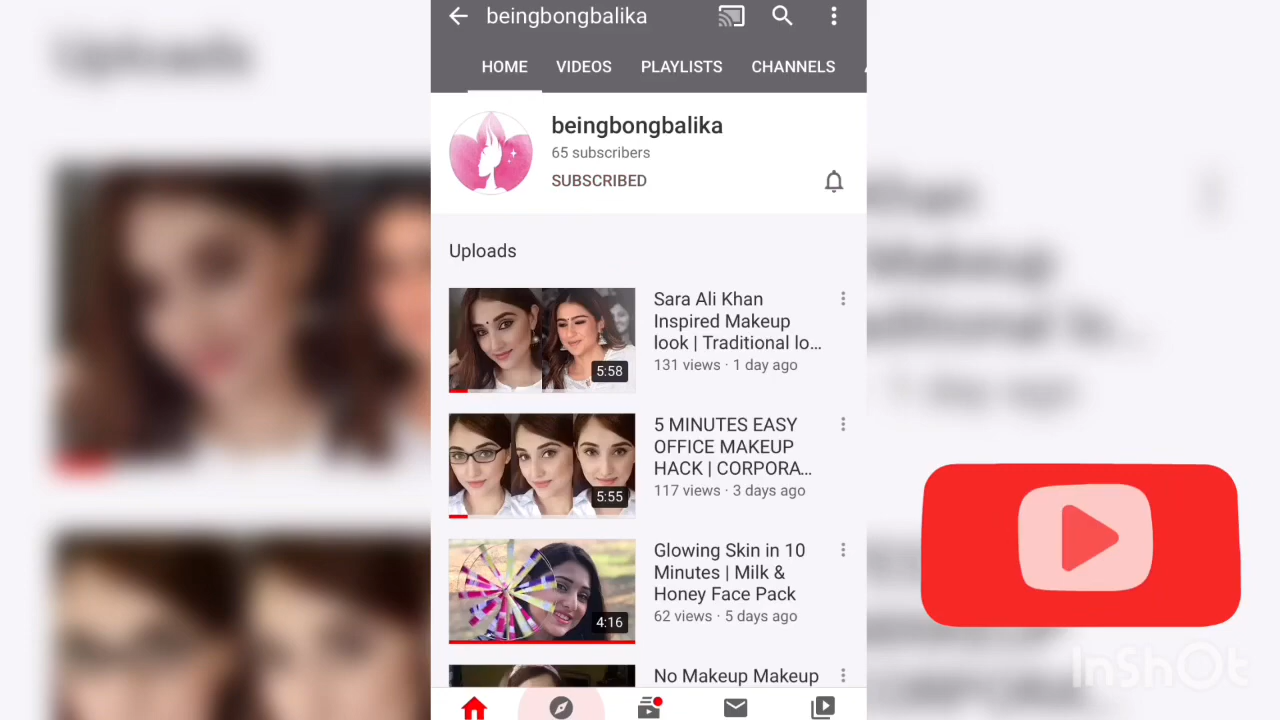 beingbongbalika
HOME VIDEOS PLAYLISTS CHANNELS
beingbongbalika
65 subscribers
SUBSCRIBED
Uploads
Sara Ali Khan
Inspired Makeup
look | Traditional lo...
131 views · 1 day ago
5:58
5 MINUTES EASY
OFFICE MAKEUP
HACK | CORPORA...
117 views · 3 days ago
5:55
Glowing Skin in 10
Minutes | Milk &
Honey Face Pack
62 views · 5 days ago
4:16
No Makeup Makeup
InShOt